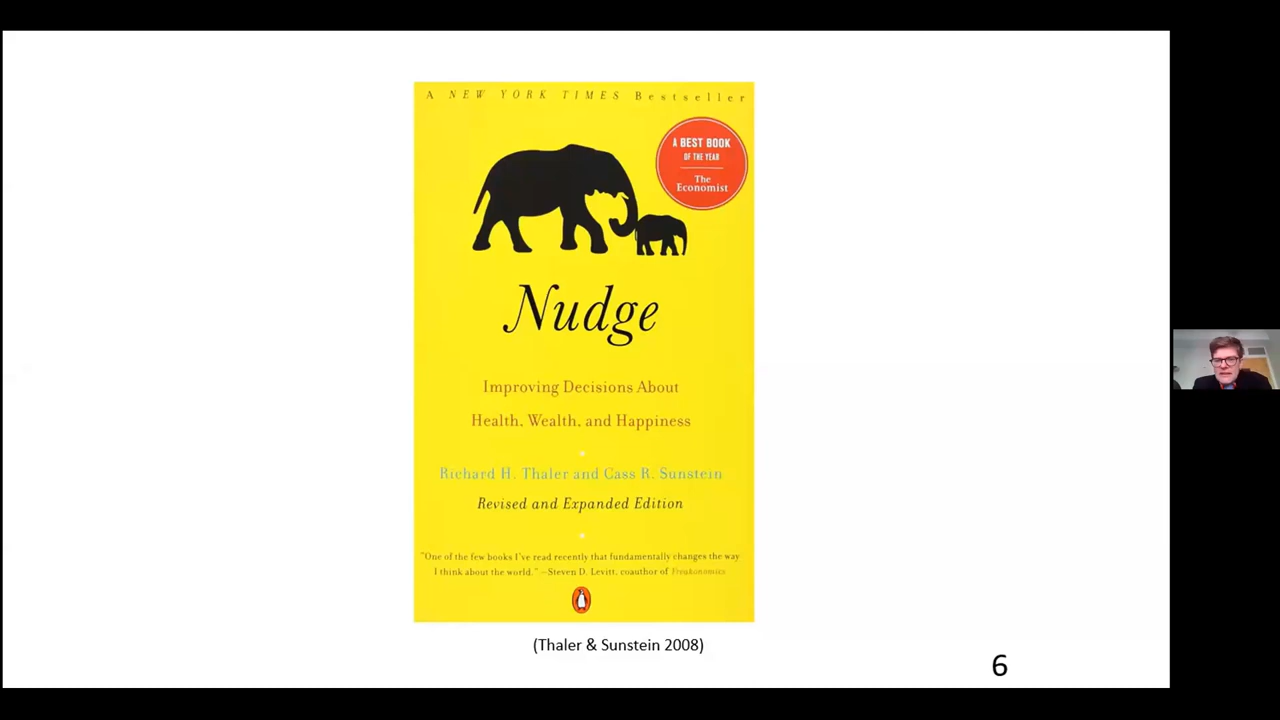 A NEW YORK TIMES Bestseller
A BEST BOOK
OF THE YEAR
The
Economist
Nudge
Improving Decisions About
Health, Wealth, and Happiness
Richard H. Thaler and Cass R. Sunstein
Revised and Expanded Edition
"One of the few books I've read recently that fundamentally changes the way
I think about the world." —Steven D. Levitt, coauthor of Freakonomics
(Thaler & Sunstein 2008)
6